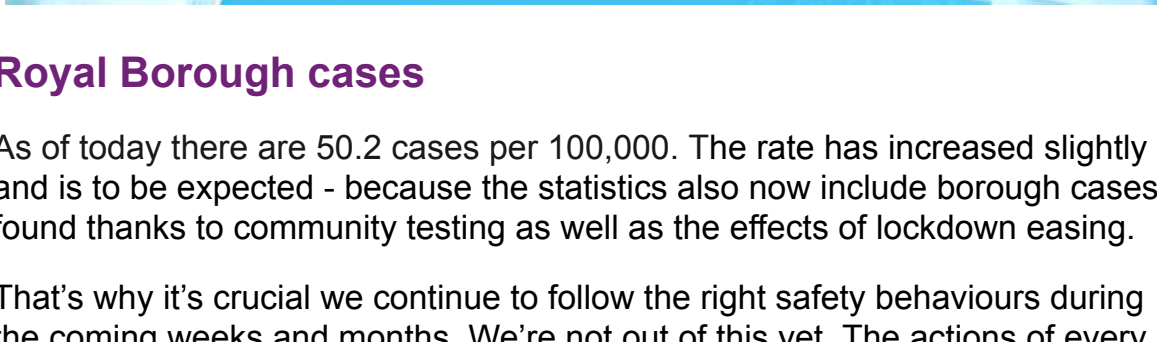 Royal Borough cases
As of today there are 50.2 cases per 100,000. The rate has increased slightly
and is to be expected - because the statistics also now include borough cases
found thanks to community testing as well as the effects of lockdown easing.
That’s why it’s crucial we continue to follow the right safety behaviours during
the coming weeks and months. We’re not out of this yet. The actions of every